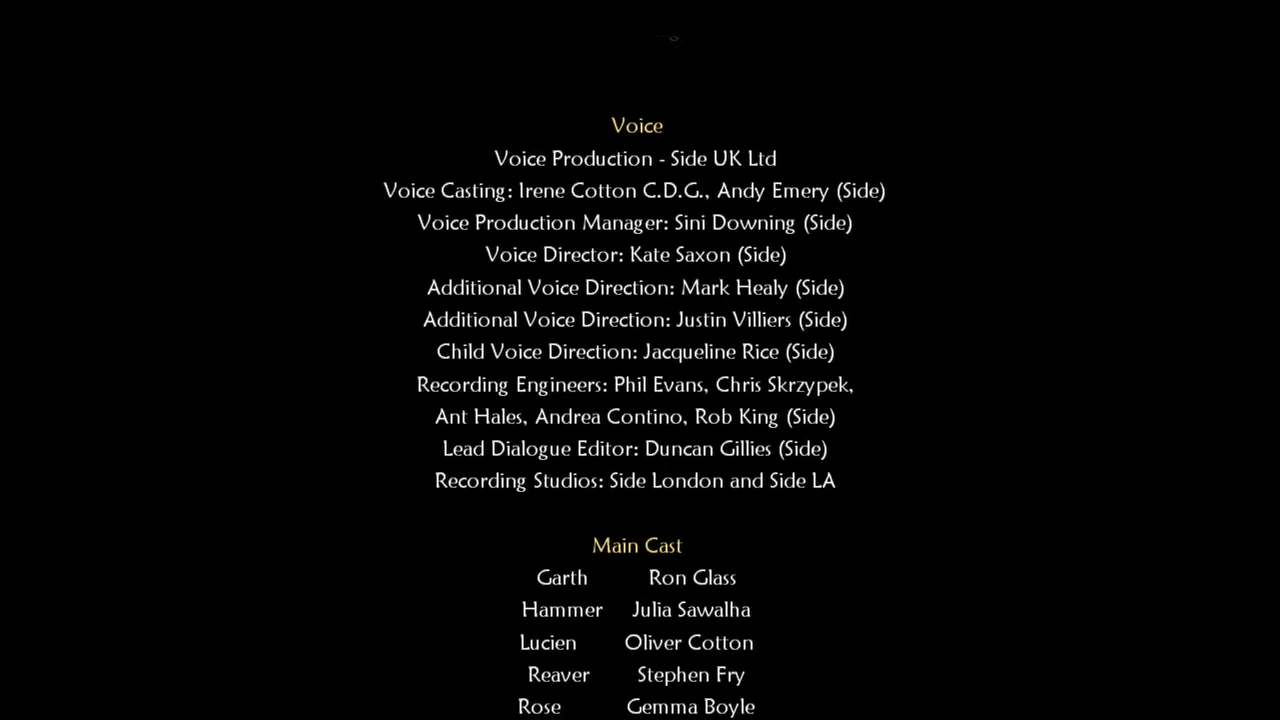 Voice
Voice Production - Side UK Ltd
Voice Casting: Irene Cotton C.D.G., Andy Emery (Side)
Voice Production Manager: Sini Downing (Side)
Voice Director: Kate Saxon (Side)
Additional Voice Direction: Mark Healy (Side)
Additional Voice Direction: Justin Villiers (Side)
Child Voice Direction: Jacqueline Rice (Side)
Recording Engineers: Phil Evans, Chris Skrzypek,
Ant Hales, Andrea Contino, Rob King (Side)
Lead Dialogue Editor: Duncan Gillies (Side)
Recording Studios: Side London and Side LA
Main Cast
Garth Ron Glass
Hammer Julia Sawalha
Lucien Oliver Cotton
Reaver Stephen Fry
Rose Gemma Boyle